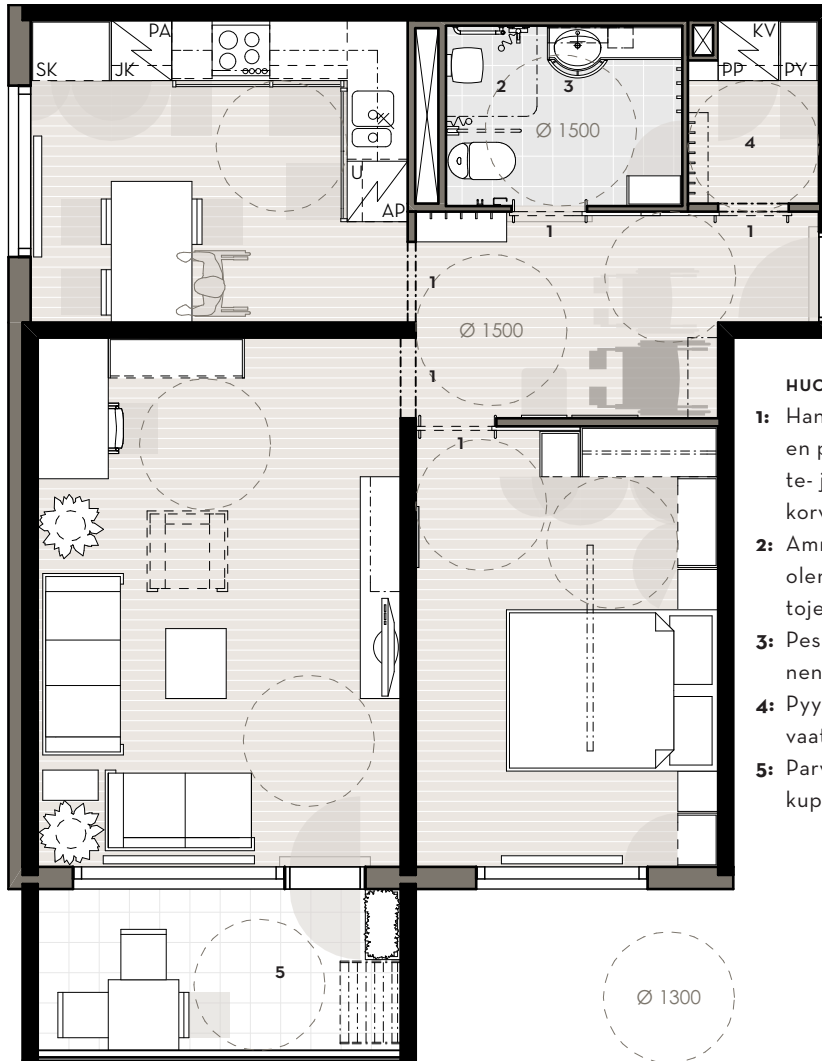 PA
KV
SK
JK
PP
PY
2
3
Ø 1500
4
U
AP
1
1
1
Ø 1500
1
1
HUO
1: Han
en p
te- j
korv
2: Amm
olen
toje
3: Pes
nen
4: Pyy
vaat
5: Parv
kup
5
Ø 1300